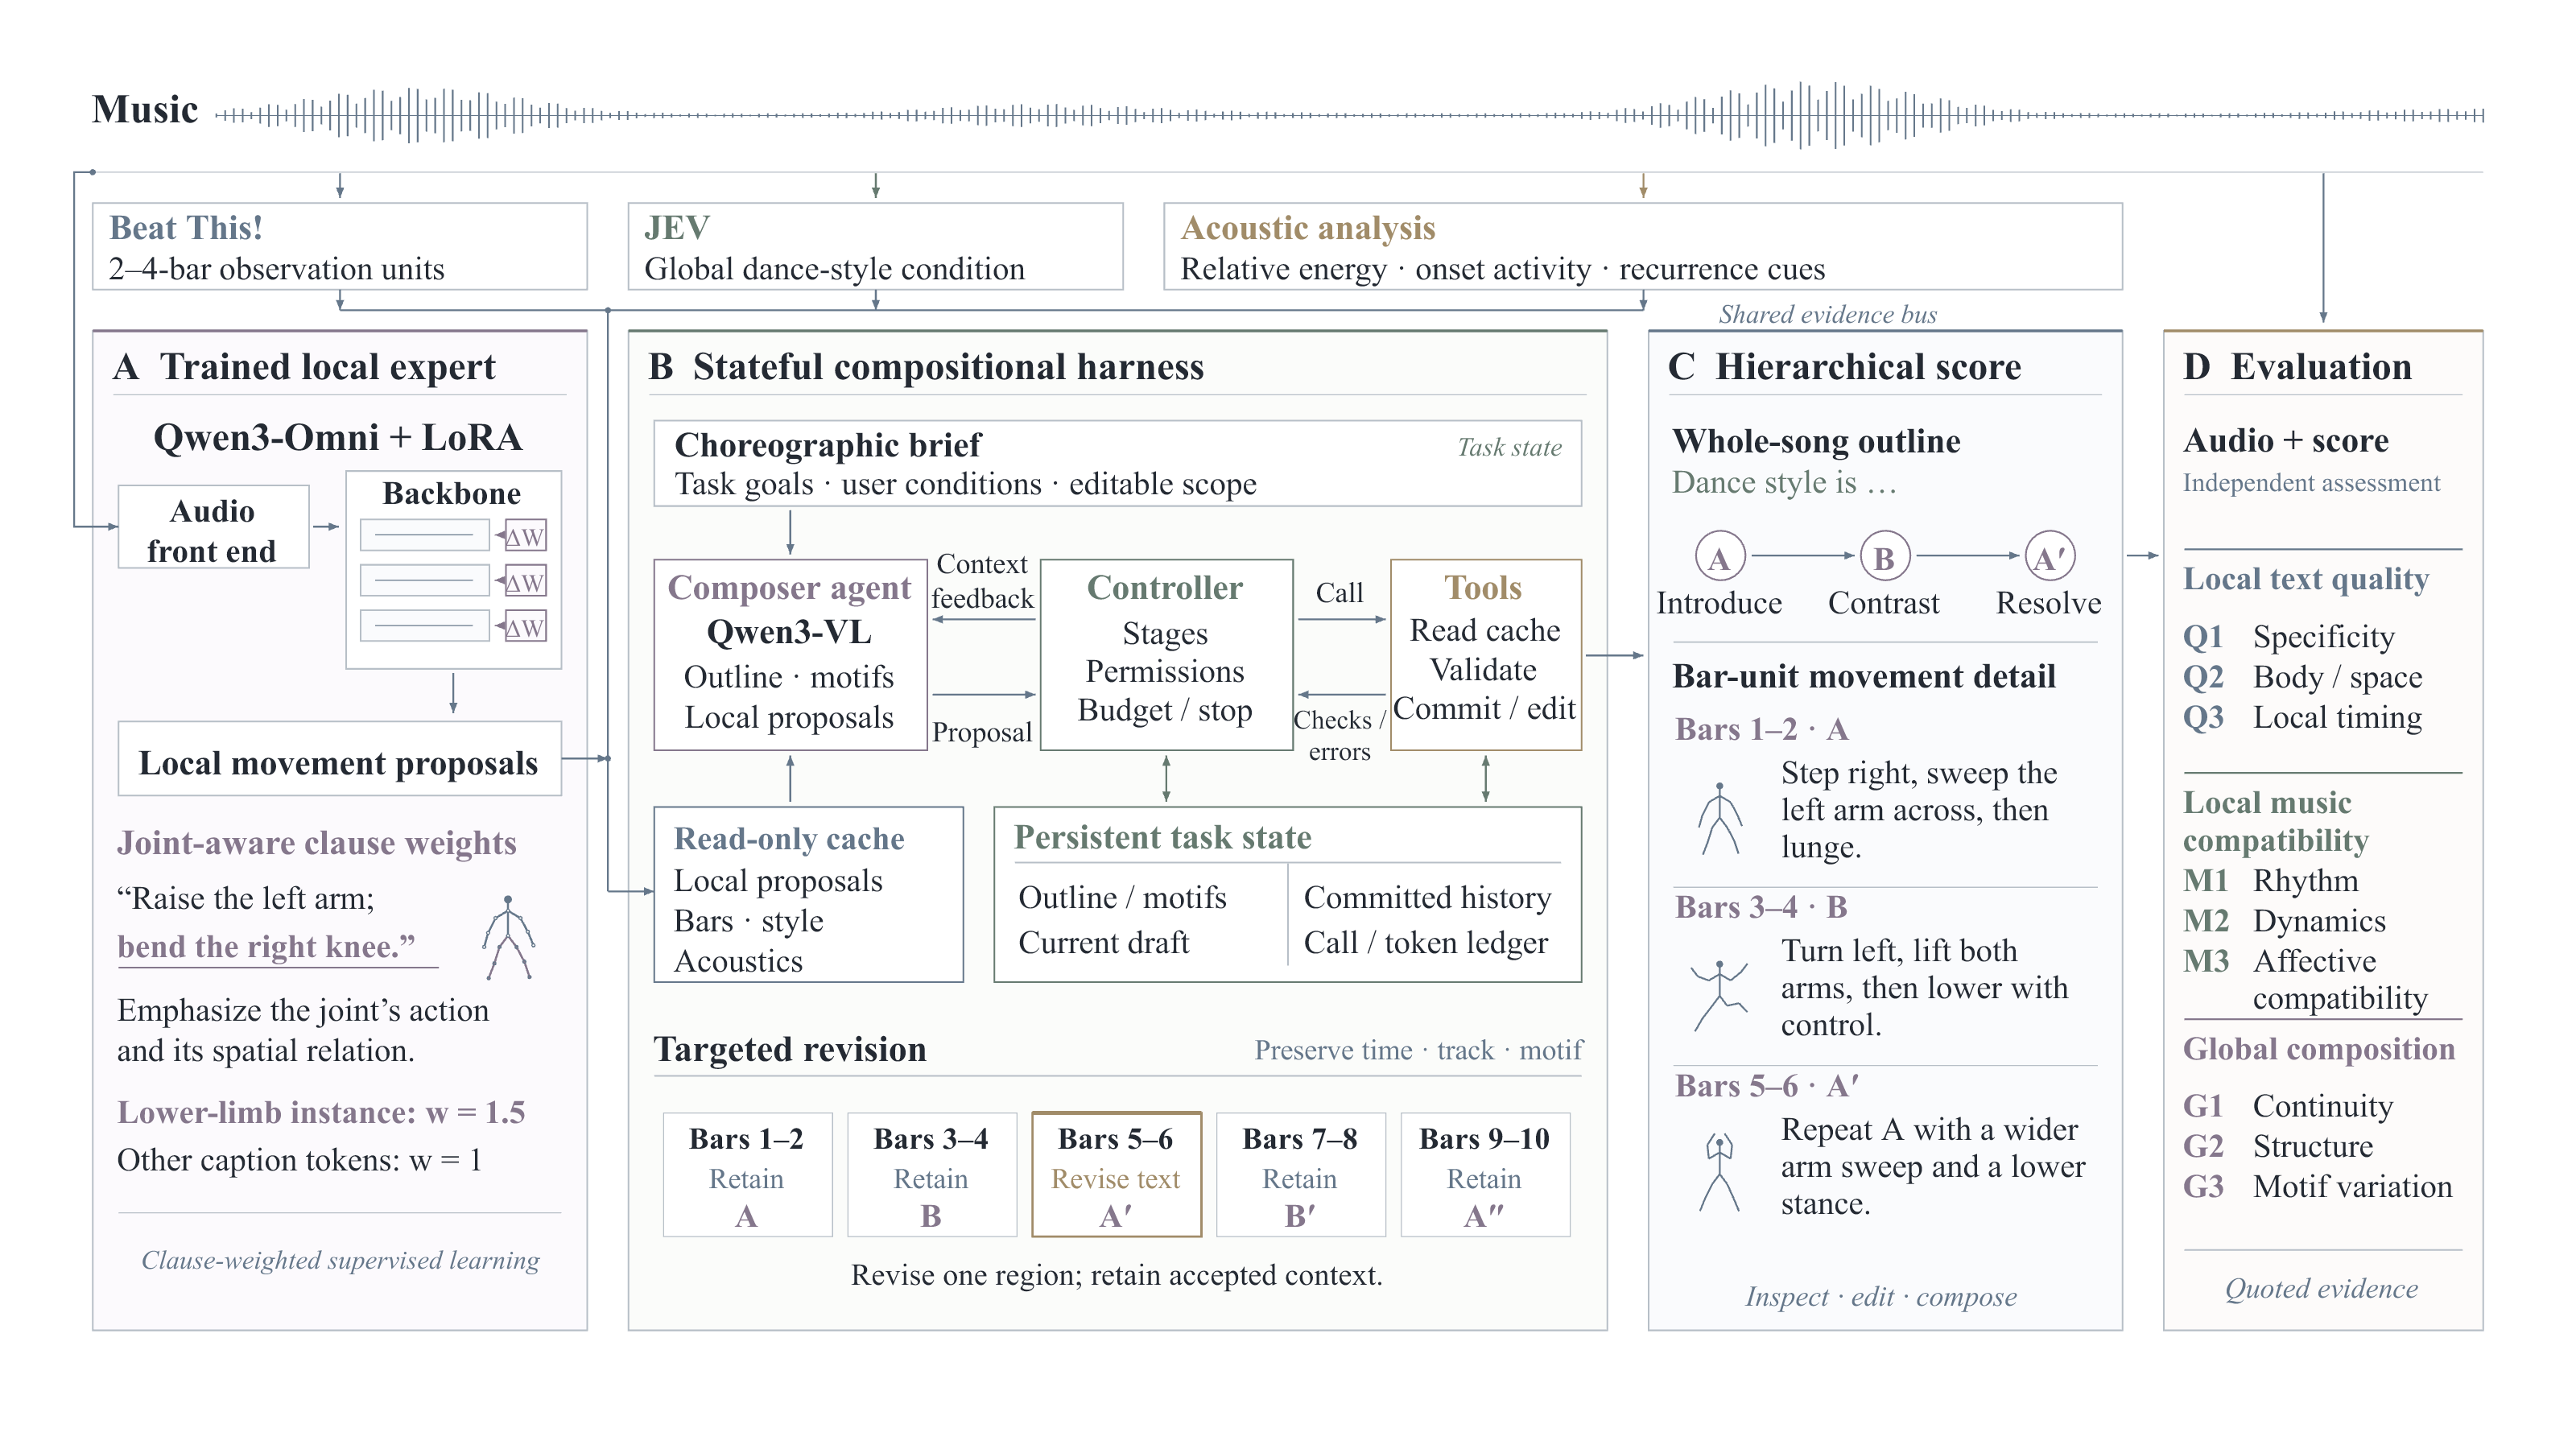 Music
Beat This!
2–4-bar observation units
JEV
Global dance-style condition
Acoustic analysis
Relative energy · onset activity · recurrence cues
Shared evidence bus
A Trained local expert
Qwen3-Omni + LoRA
Audio
front end
Backbone
ΔW
ΔW
ΔW
Local movement proposals
Joint-aware clause weights
“Raise the left arm;
bend the right knee.”
Emphasize the joint’s action
and its spatial relation.
Lower-limb instance: w = 1.5
Other caption tokens: w = 1
Clause-weighted supervised learning
B Stateful compositional harness
Choreographic brief
Task state
Task goals · user conditions · editable scope
Composer agent
Qwen3-VL
Outline · motifs
Local proposals
Context
feedback
Proposal
Controller
Stages
Permissions
Budget / stop
Call
Checks /
errors
Tools
Read cache
Validate
Commit / edit
Read-only cache
Local proposals
Bars · style
Acoustics
Persistent task state
Outline / motifs
Current draft
Committed history
Call / token ledger
Targeted revision
Preserve time · track · motif
Bars 1–2
Retain
A
Bars 3–4
Retain
B
Bars 5–6
Revise text
A′
Bars 7–8
Retain
B′
Bars 9–10
Retain
A″
Revise one region; retain accepted context.
C Hierarchical score
Whole-song outline
Dance style is …
A
B
A′
Introduce
Contrast
Resolve
Bar-unit movement detail
Bars 1–2 · A
Step right, sweep the
left arm across, then
lunge.
Bars 3–4 · B
Turn left, lift both
arms, then lower with
control.
Bars 5–6 · A′
Repeat A with a wider
arm sweep and a lower
stance.
Inspect · edit · compose
D Evaluation
Audio + score
Independent assessment
Local text quality
Q1 Specificity
Q2 Body / space
Q3 Local timing
Local music
compatibility
M1 Rhythm
M2 Dynamics
M3 Affective
compatibility
Global composition
G1 Continuity
G2 Structure
G3 Motif variation
Quoted evidence